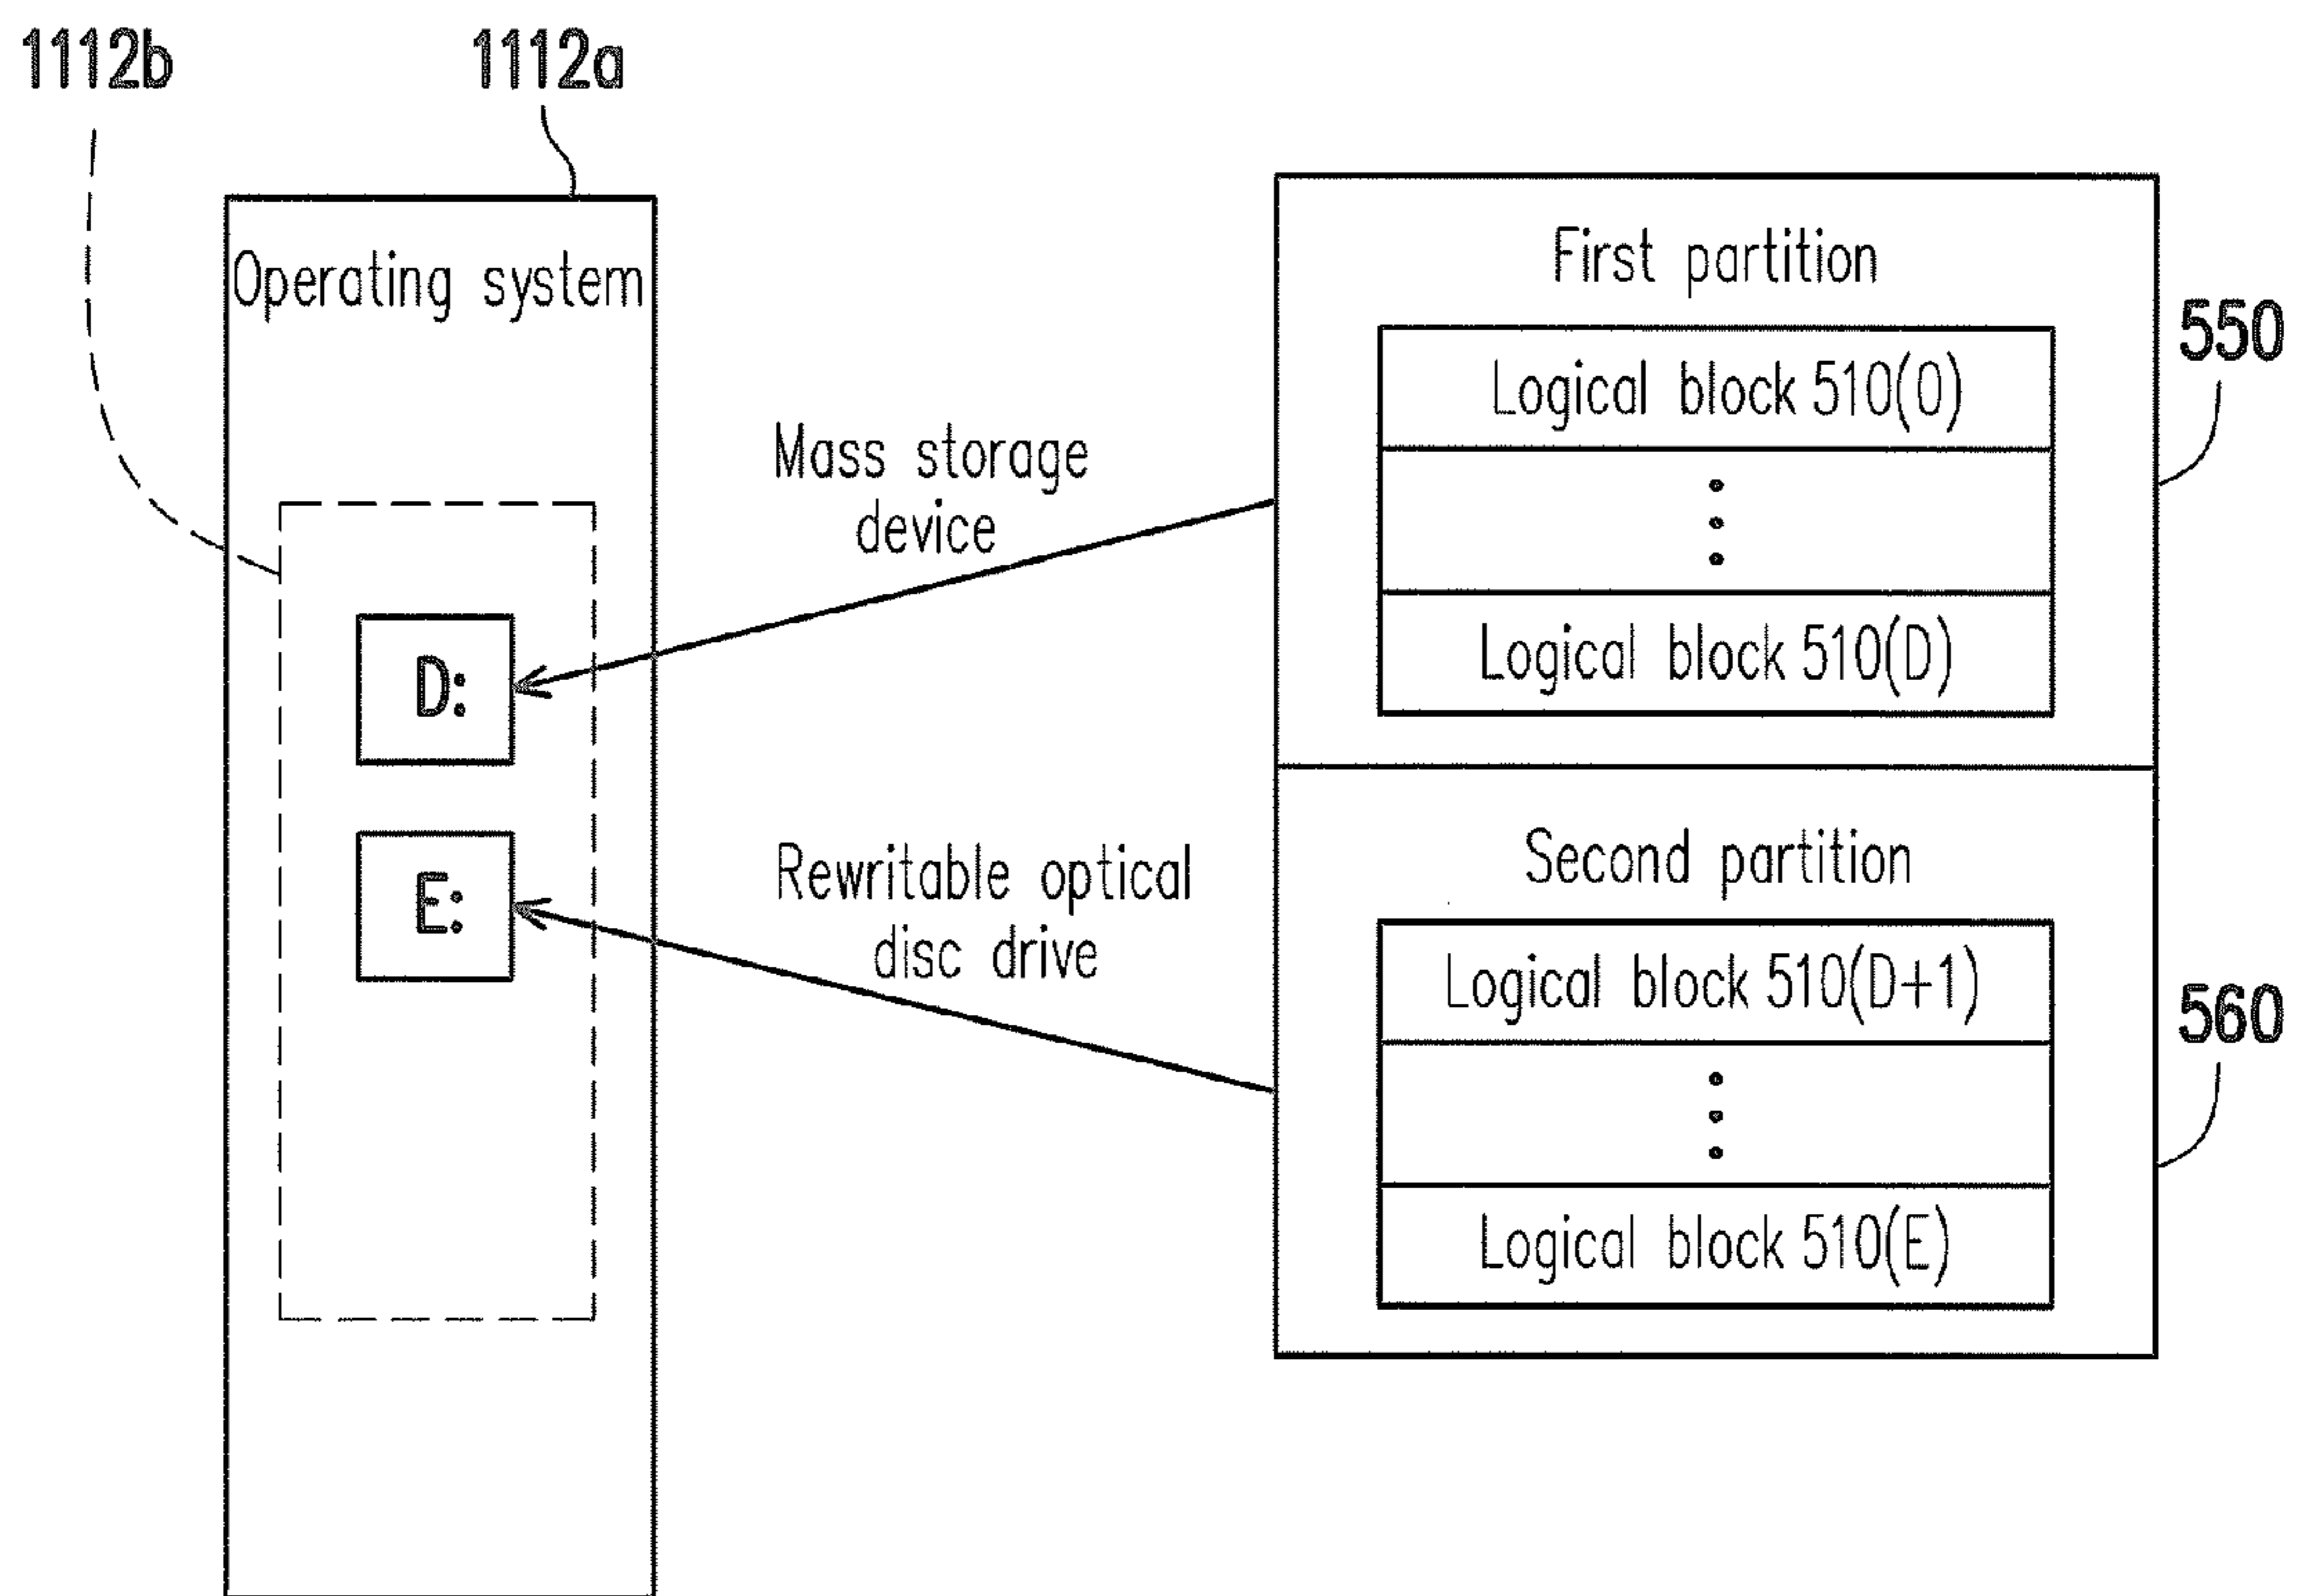 1112b
1112a
Operating system
D:
E:
Mass storage
device
Rewritable optical
disc drive
First partition
Logical block 510(0)
Logical block 510(D)
550
Second partition
Logical block 510(D+1)
Logical block 510(E)
560